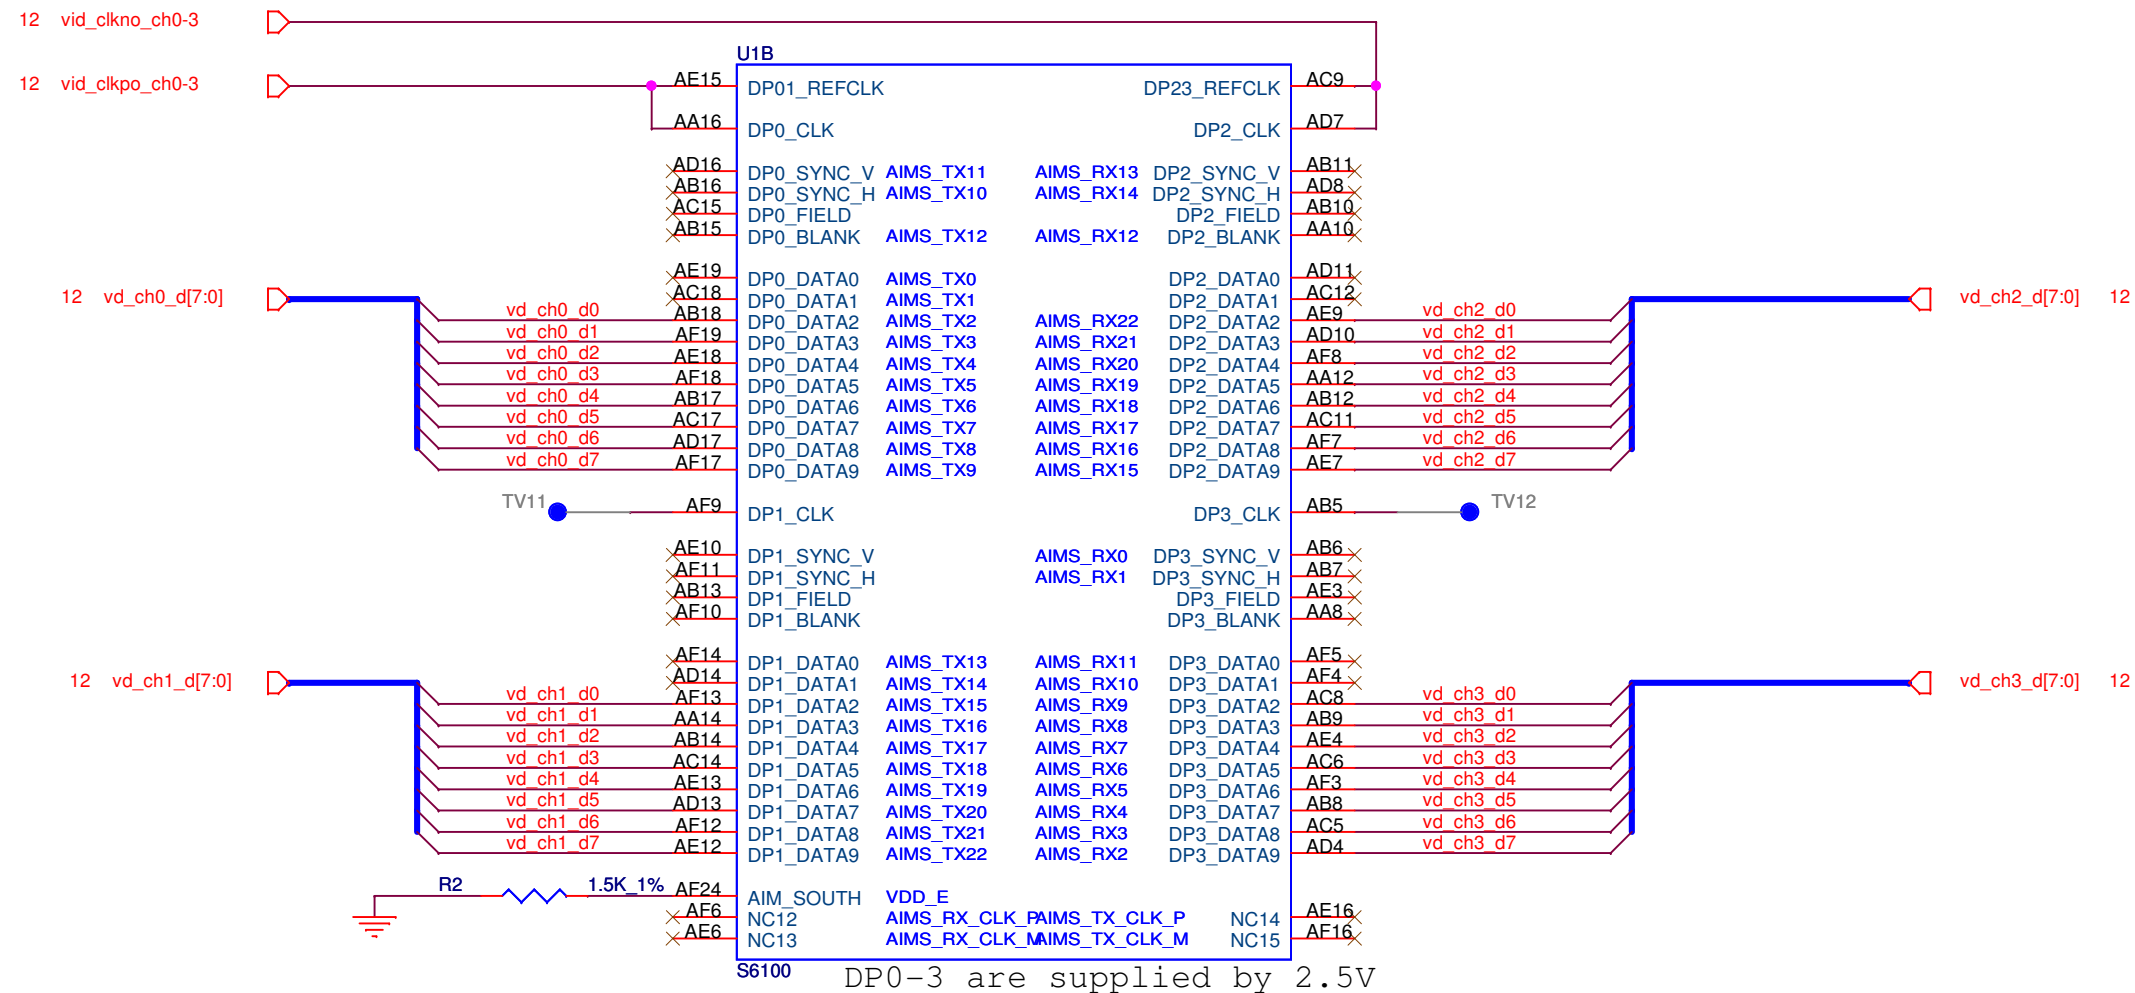 12 vid_clkno_ch0-3
U1B
12 vid_clkpo_ch0-3 AE15 DP01_REFCLK DP23_REFCLK AC9
AA16 DP0_CLK DP2_CLK AD7
AD16 DP0_SYNC_V AIMS_TX11 AIMS_RX13 DP2_SYNC_V AB11
AB16 DP0_SYNC_H AIMS_TX10 AIMS_RX14 DP2_SYNC_H AD8
AC15 DP0_FIELD DP2_FIELD AB10
AB15 DP0_BLANK AIMS_TX12 AIMS_RX12 DP2_BLANK AA10
AE19 DP0_DATA0 AIMS_TX0 DP2_DATA0 AD11
12 vd_ch0_d[7:0] AC18 DP0_DATA1 AIMS_TX1 DP2_DATA1 AC12 vd_ch2_d[7:0] 12
vd_ch0_d0 AB18 DP0_DATA2 AIMS_TX2 AIMS_RX22 DP2_DATA2 AE9 vd_ch2_d0
vd_ch0_d1 AF19 DP0_DATA3 AIMS_TX3 AIMS_RX21 DP2_DATA3 AD10 vd_ch2_d1
vd_ch0_d2 AE18 DP0_DATA4 AIMS_TX4 AIMS_RX20 DP2_DATA4 AF8 vd_ch2_d2
vd_ch0_d3 AF18 DP0_DATA5 AIMS_TX5 AIMS_RX19 DP2_DATA5 AA12 vd_ch2_d3
vd_ch0_d4 AB17 DP0_DATA6 AIMS_TX6 AIMS_RX18 DP2_DATA6 AB12 vd_ch2_d4
vd_ch0_d5 AC17 DP0_DATA7 AIMS_TX7 AIMS_RX17 DP2_DATA7 AC11 vd_ch2_d5
vd_ch0_d6 AD17 DP0_DATA8 AIMS_TX8 AIMS_RX16 DP2_DATA8 AF7 vd_ch2_d6
vd_ch0_d7 AF17 DP0_DATA9 AIMS_TX9 AIMS_RX15 DP2_DATA9 AE7 vd_ch2_d7
TV11 AF9 DP1_CLK DP3_CLK AB5 TV12
AE10 DP1_SYNC_V AIMS_RX0 DP3_SYNC_V AB6
AF11 DP1_SYNC_H AIMS_RX1 DP3_SYNC_H AB7
AB13 DP1_FIELD DP3_FIELD AE3
AF10 DP1_BLANK DP3_BLANK AA8
AF14 DP1_DATA0 AIMS_TX13 AIMS_RX11 DP3_DATA0 AF5
12 vd_ch1_d[7:0] AD14 DP1_DATA1 AIMS_TX14 AIMS_RX10 DP3_DATA1 AF4 vd_ch3_d[7:0] 12
vd_ch1_d0 AF13 DP1_DATA2 AIMS_TX15 AIMS_RX9 DP3_DATA2 AC8 vd_ch3_d0
vd_ch1_d1 AA14 DP1_DATA3 AIMS_TX16 AIMS_RX8 DP3_DATA3 AB9 vd_ch3_d1
vd_ch1_d2 AB14 DP1_DATA4 AIMS_TX17 AIMS_RX7 DP3_DATA4 AE4 vd_ch3_d2
vd_ch1_d3 AC14 DP1_DATA5 AIMS_TX18 AIMS_RX6 DP3_DATA5 AC6 vd_ch3_d3
vd_ch1_d4 AE13 DP1_DATA6 AIMS_TX19 AIMS_RX5 DP3_DATA6 AF3 vd_ch3_d4
vd_ch1_d5 AD13 DP1_DATA7 AIMS_TX20 AIMS_RX4 DP3_DATA7 AB8 vd_ch3_d5
vd_ch1_d6 AF12 DP1_DATA8 AIMS_TX21 AIMS_RX3 DP3_DATA8 AC5 vd_ch3_d6
vd_ch1_d7 AE12 DP1_DATA9 AIMS_TX22 AIMS_RX2 DP3_DATA9 AD4 vd_ch3_d7
R2 1.5K_1% AF24 AIM_SOUTH VDD_E
AF6 NC12 AIMS_RX_CLK_P AIMS_TX_CLK_P NC14 AE16
AE6 NC13 AIMS_RX_CLK_M AIMS_TX_CLK_M NC15 AF16
S6100 DP0-3 are supplied by 2.5V